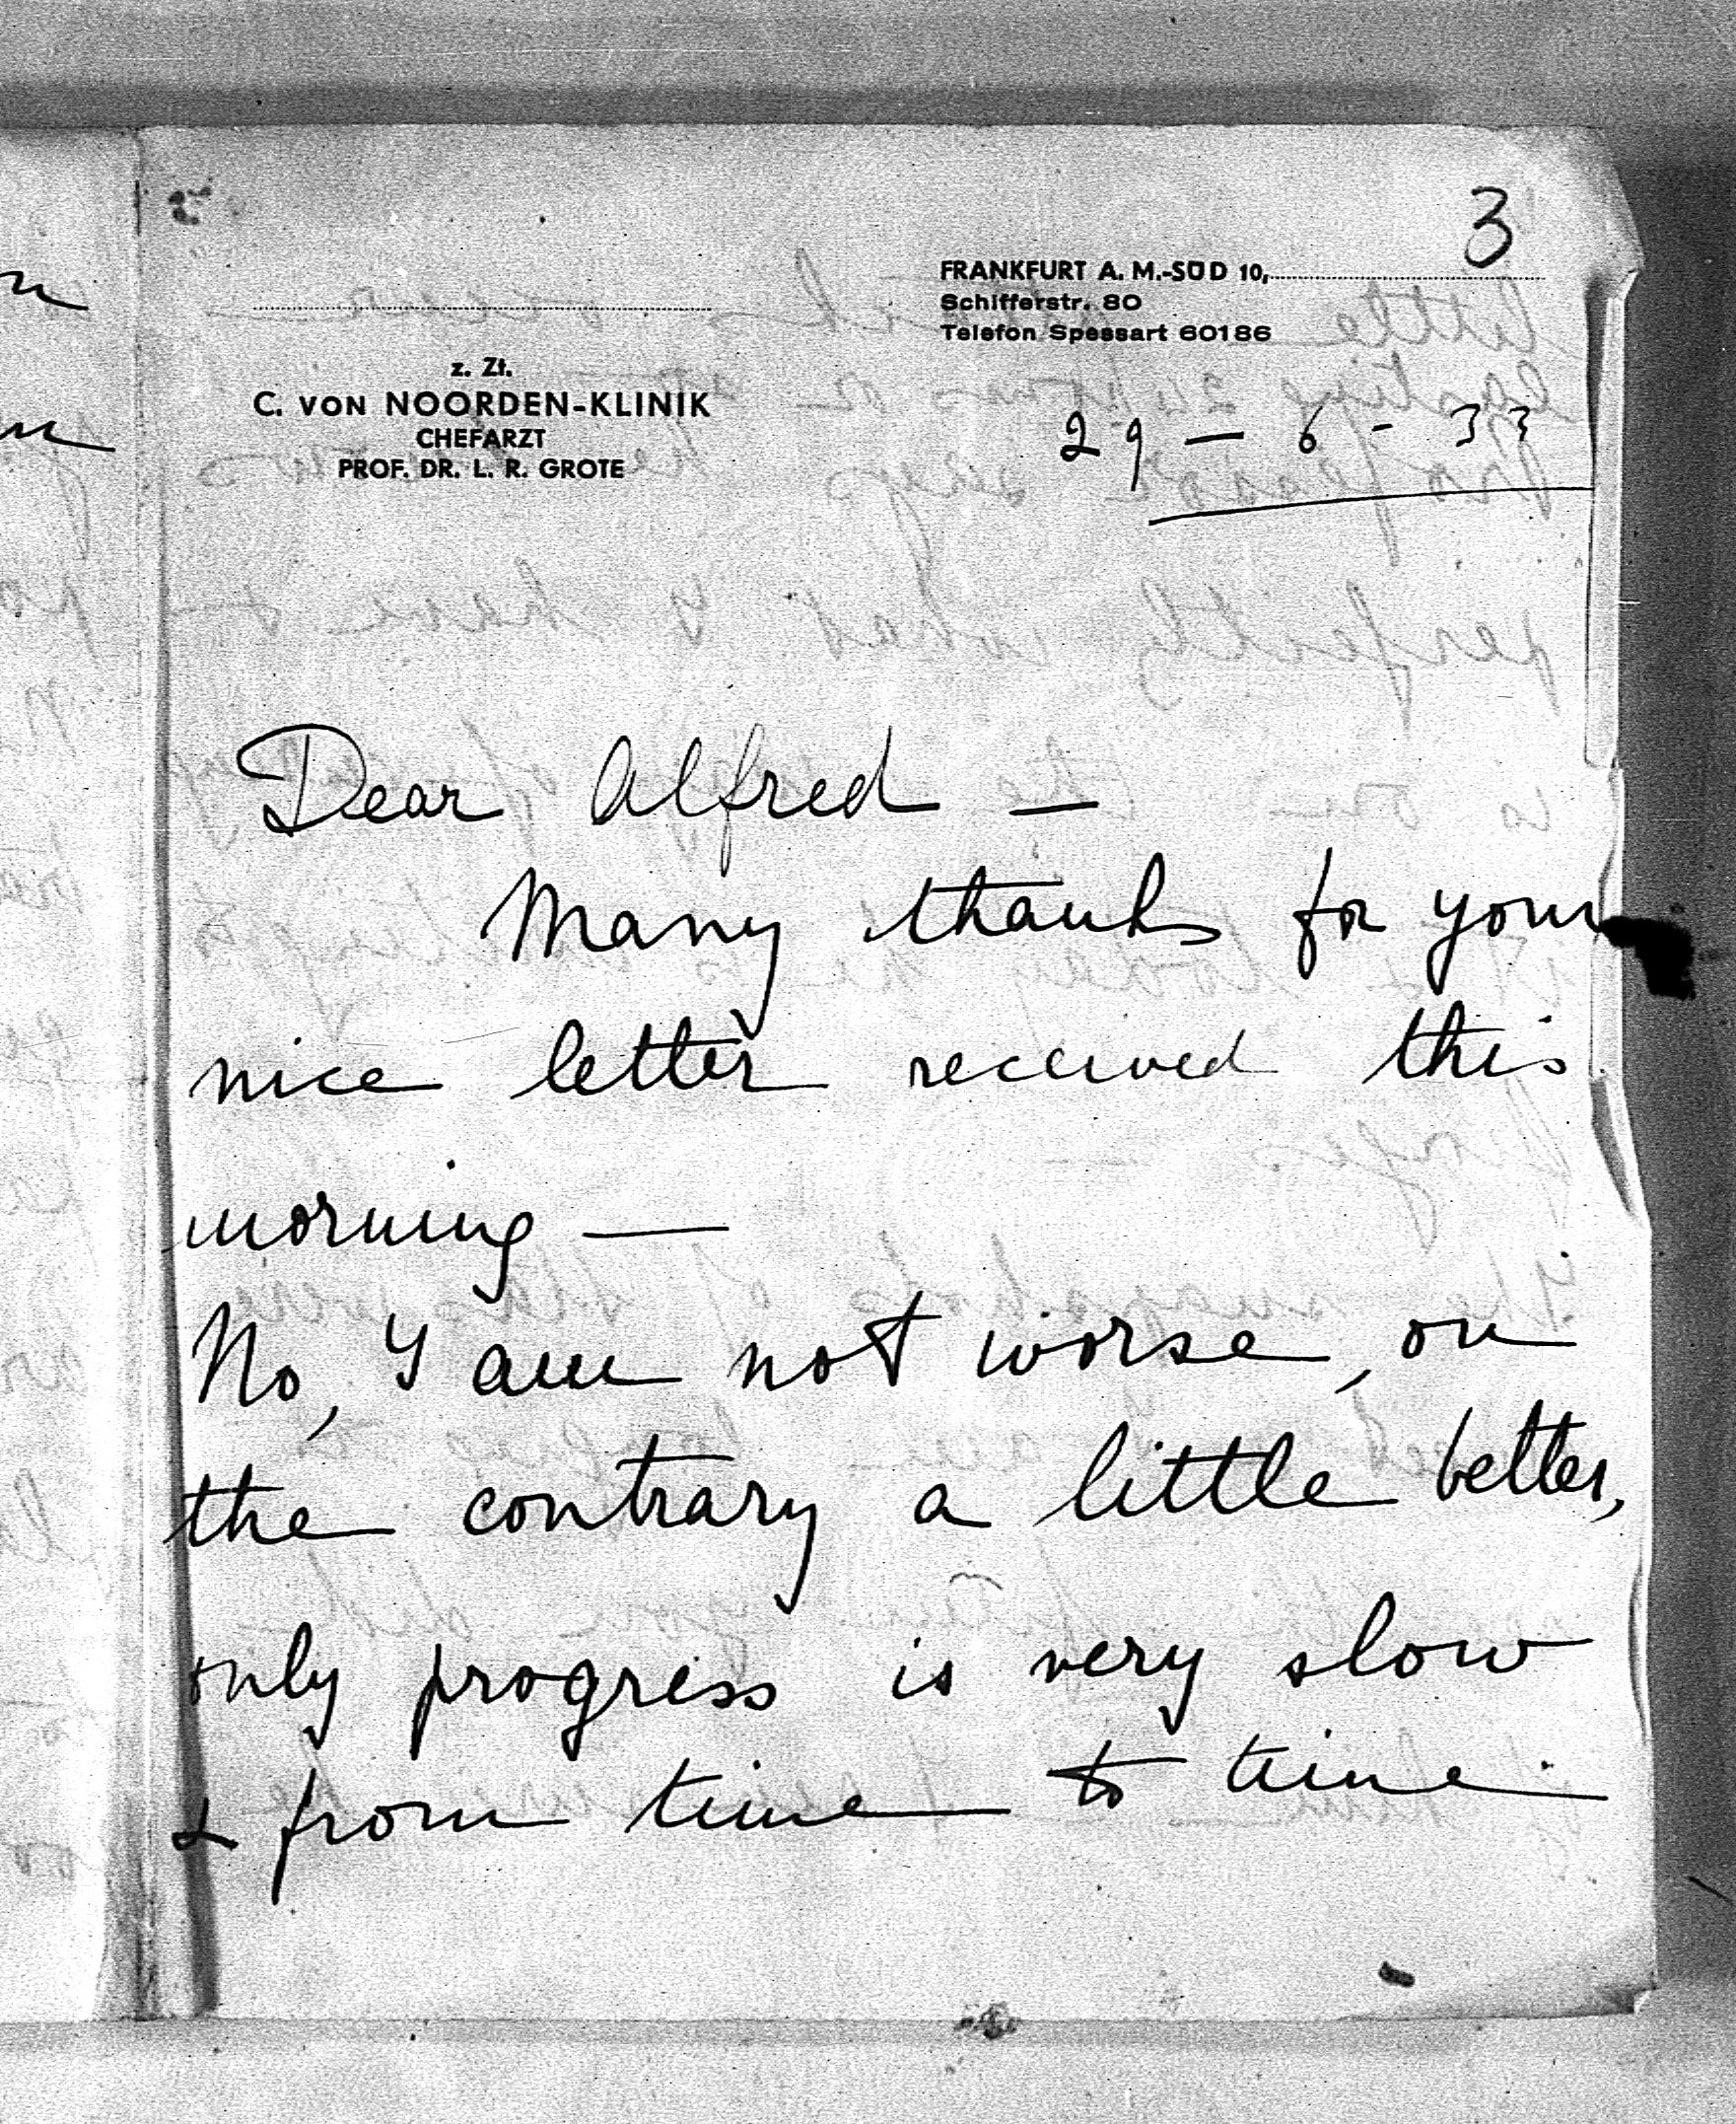 3
FRANKFURT A. M.-SÜD 10,
Schifferstr. 80
Telefon Spessart 60186
z. Zt.
C. VON NOORDEN-KLINIK
CHEFARZT
PROF. DR. L. R. GROTE
29 – 6 - 33
Dear Alfred —
Many thanks for your
nice letter received this
morning —
No, I am not worse, on
the contrary a little better,
only progress is very slow
& from time to time